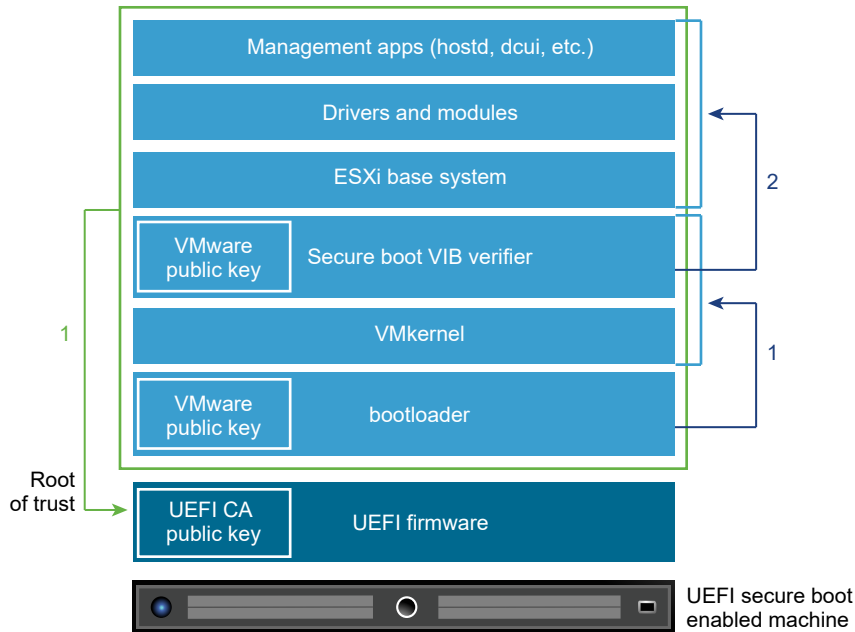 Management apps (hostd, dcui, etc.)
Drivers and modules
2
ESXi base system
VMware
public key
Secure boot VIB verifier
1
VMkernel
1
VMware
public key
bootloader
Root
of trust
UEFI CA
public key
UEFI firmware
UEFI secure boot
enabled machine